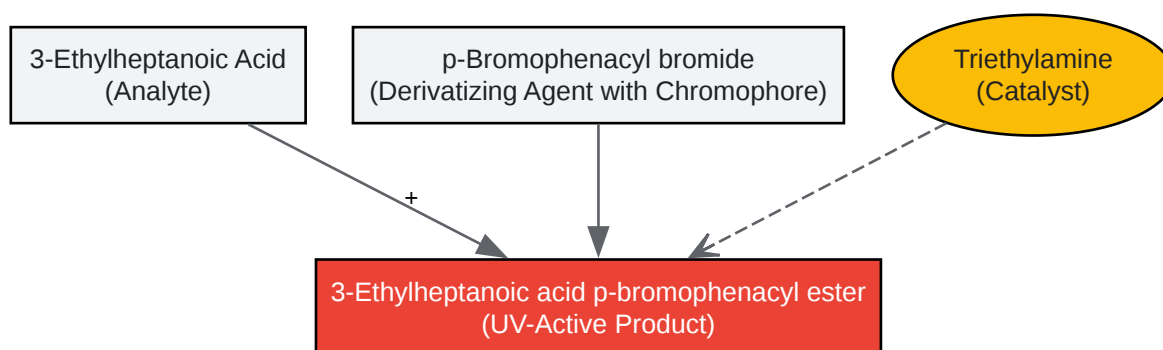 3-Ethylheptanoic Acid
(Analyte)
p-Bromophenacyl bromide
(Derivatizing Agent with Chromophore)
Triethylamine
(Catalyst)
+
3-Ethylheptanoic acid p-bromophenacyl ester
(UV-Active Product)